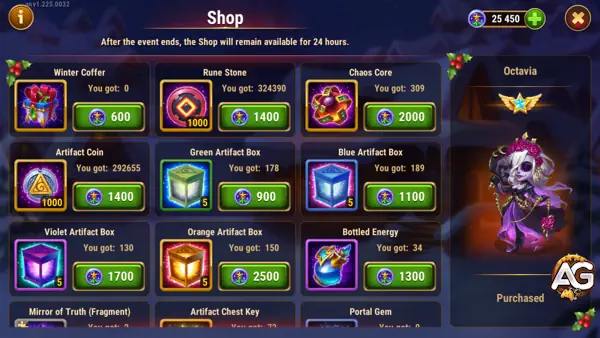 Shop
25 450
After the event ends, the Shop will remain available for 24 hours.
Winter Coffer
You got: 0
600
Rune Stone
You got: 324390
1000
1400
Chaos Core
You got: 309
2000
Octavia
Artifact Coin
You got: 292655
1000
1400
Green Artifact Box
You got: 178
5
900
Blue Artifact Box
You got: 189
5
1100
Violet Artifact Box
You got: 130
5
1700
Orange Artifact Box
You got: 150
5
2500
Bottled Energy
You got: 34
1300
AG
Purchased
Mirror of Truth (Fragment)
Artifact Chest Key
Portal Gem